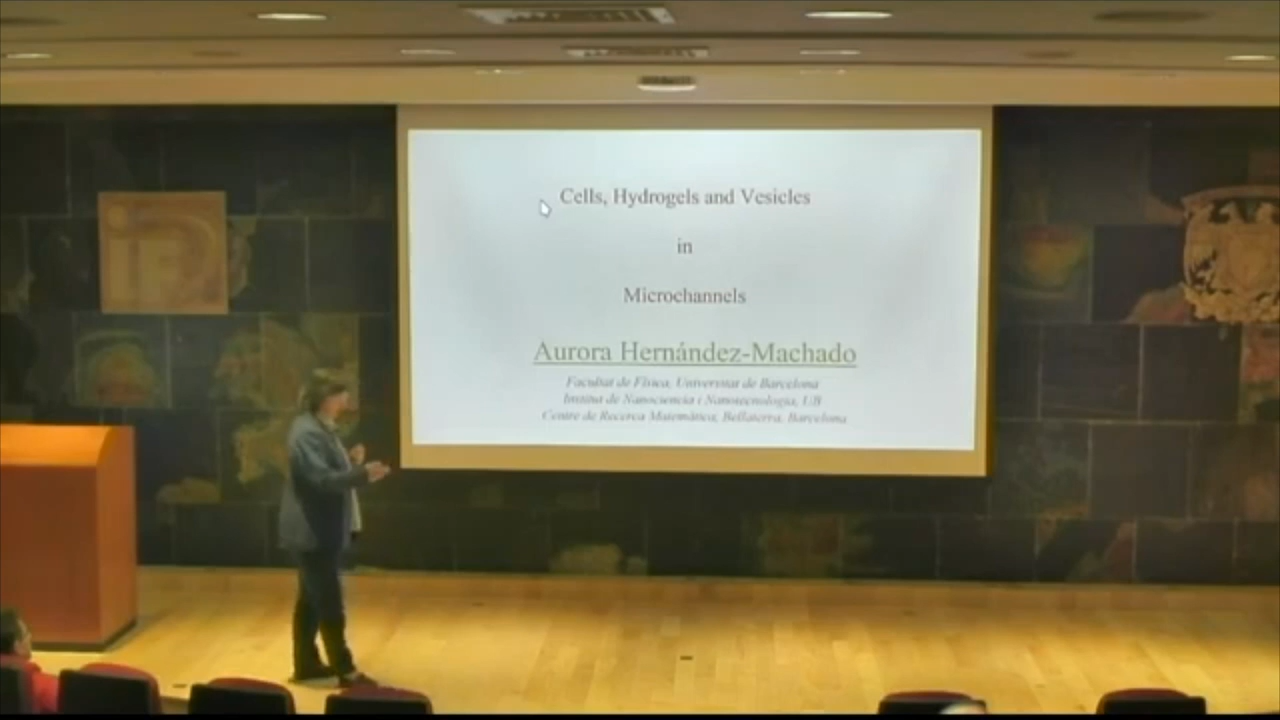 Cells, Hydrogels and Vesicles
in
Microchannels
Aurora Hernández-Machado
Facultat de Física, Universitat de Barcelona
Institut de Nanociencia i Nanotecnologia, UB
Centre de Recerca Matemàtica, Bellaterra, Barcelona